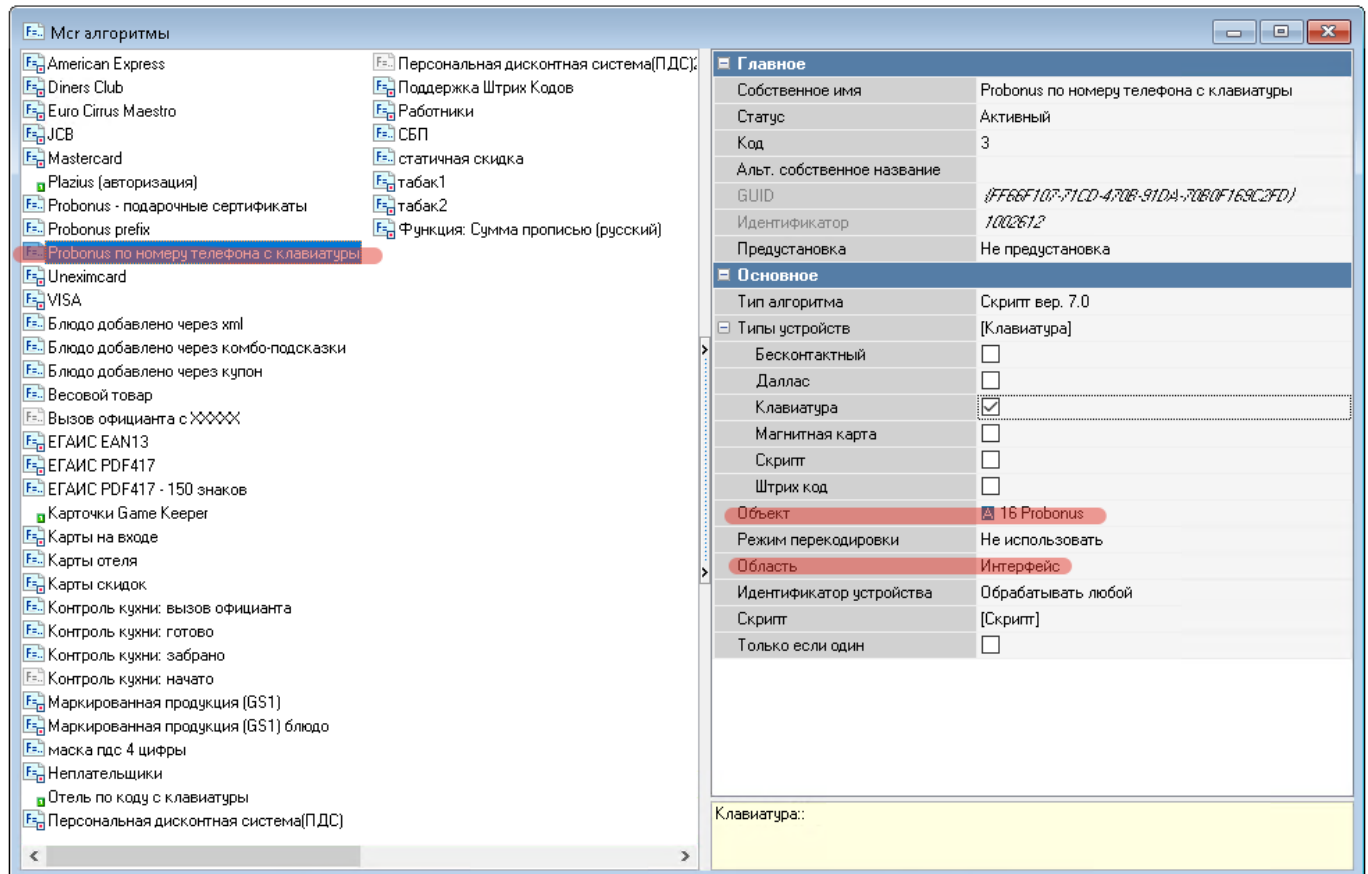 Mcr алгоритмы
American Express
Diners Club
Euro Cirrus Maestro
JCB
Mastercard
Plazius (авторизация)
Probonus - подарочные сертификаты
Probonus prefix
Probonus по номеру телефона с клавиатуры
Uneximcard
VISA
Блюдо добавлено через xml
Блюдо добавлено через комбо-подсказки
Блюдо добавлено через купон
Весовой товар
Вызов официанта с XXXXX
ЕГАИС EAN13
ЕГАИС PDF417
ЕГАИС PDF417 - 150 знаков
Карточки Game Keeper
Карты на входе
Карты отеля
Карты скидок
Контроль кухни: вызов официанта
Контроль кухни: готово
Контроль кухни: забрано
Контроль кухни: начато
Маркированная продукция (GS1)
Маркированная продукция (GS1) блюдо
маска пдс 4 цифры
Неплательщики
Отель по коду с клавиатуры
Персональная дисконтная система(ПДС)
Персональная дисконтная система(ПДС)2
Поддержка Штрих Кодов
Работники
СБП
статичная скидка
табак1
табак2
Функция: Сумма прописью (русский)
Главное
Собственное имя Probonus по номеру телефона с клавиатуры
Статус Активный
Код 3
Альт. собственное название
GUID {FF66F107-71CD-470B-91DA-70B0F169C2FD}
Идентификатор 1002612
Предустановка Не предустановка
Основное
Тип алгоритма Скрипт вер. 7.0
Типы устройств [Клавиатура]
Бесконтактный
Даллас
Клавиатура
Магнитная карта
Скрипт
Штрих код
Объект 16 Probonus
Режим перекодировки Не использовать
Область Интерфейс
Идентификатор устройства Обрабатывать любой
Скрипт [Скрипт]
Только если один
Клавиатура::